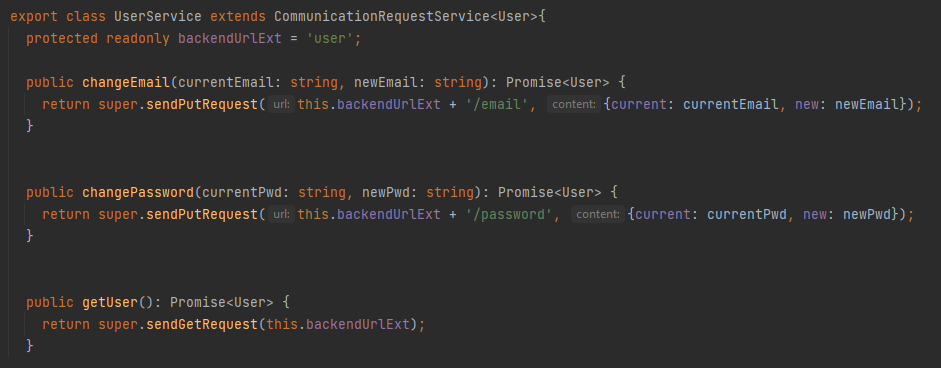 export class UserService extends CommunicationRequestService<User>{
protected readonly backendUrlExt = 'user';
public changeEmail(currentEmail: string, newEmail: string): Promise<User> {
return super.sendPutRequest( url: this.backendUrlExt + '/email', content: {current: currentEmail, new: newEmail});
}
public changePassword(currentPwd: string, newPwd: string): Promise<User> {
return super.sendPutRequest( url: this.backendUrlExt + '/password', content: {current: currentPwd, new: newPwd});
}
public getUser(): Promise<User> {
return super.sendGetRequest(this.backendUrlExt);
}